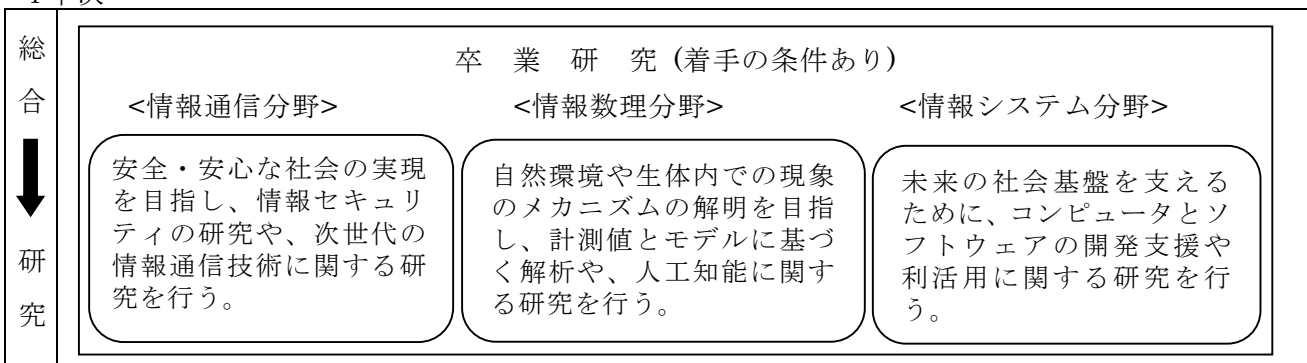 総
合
研
究
卒 業 研 究 (着手の条件あり)
<情報通信分野>
安全・安心な社会の実現
を目指し、情報セキュリ
ティの研究や、次世代の
情報通信技術に関する研
究を行う。
<情報数理分野>
自然環境や生体内での現象
のメカニズムの解明を目指
し、計測値とモデルに基づ
く解析や、人工知能に関す
る研究を行う。
<情報システム分野>
未来の社会基盤を支える
ために、コンピュータとソ
フトウェアの開発支援や
利活用に関する研究を行
う。